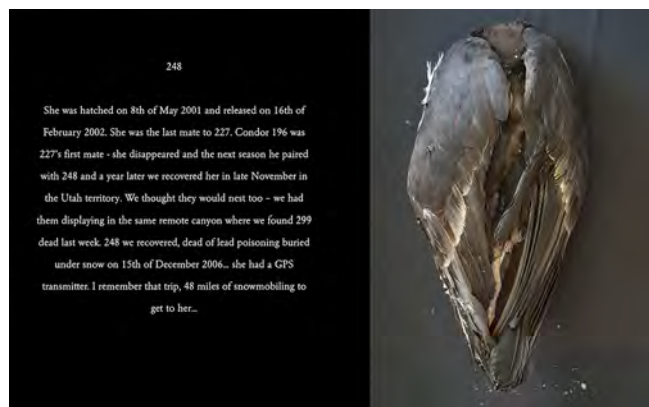 248
She was hatched on 8th of May 2001 and released on 16th of
February 2002. She was the last mate to 227. Condor 196 was
227's first mate - she disappeared and the next season he paired
with 248 and a year later we recovered her in late November in
the Utah territory. We thought they would nest too – we had
them displaying in the same remote canyon where we found 299
dead last week. 248 we recovered, dead of lead poisoning buried
under snow on 15th of December 2006... she had a GPS
transmitter. I remember that trip, 48 miles of snowmobiling to
get to her...